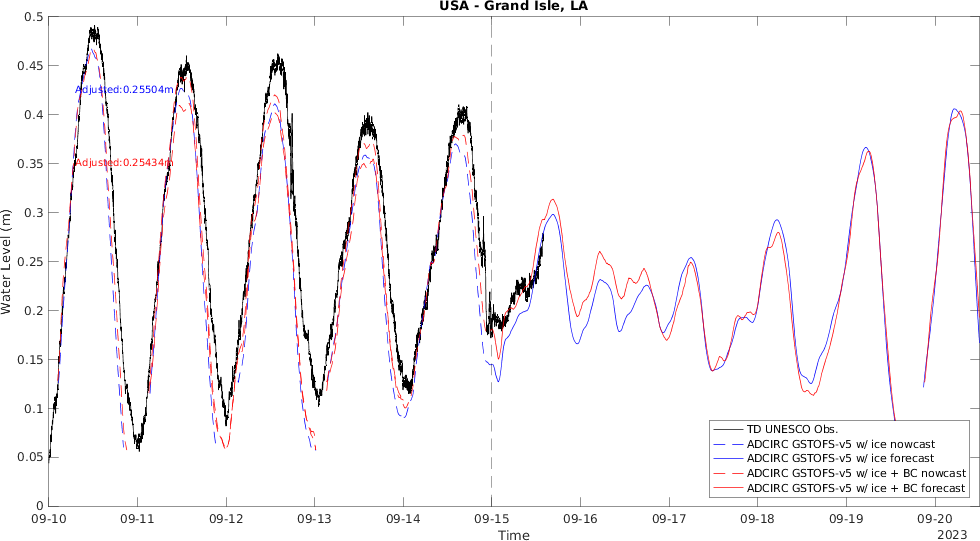 USA - Grand Isle, LA
Water Level (m)
0.5
0.45
0.4
0.35
0.3
0.25
0.2
0.15
0.1
0.05
0
Adjusted:0.25504m
Adjusted:0.25434m
TD UNESCO Obs.
ADCIRC GSTOFS-v5 w/ ice nowcast
ADCIRC GSTOFS-v5 w/ ice forecast
ADCIRC GSTOFS-v5 w/ ice + BC nowcast
ADCIRC GSTOFS-v5 w/ ice + BC forecast
09-10 09-11 09-12 09-13 09-14 09-15 09-16 09-17 09-18 09-19 09-20
Time
2023